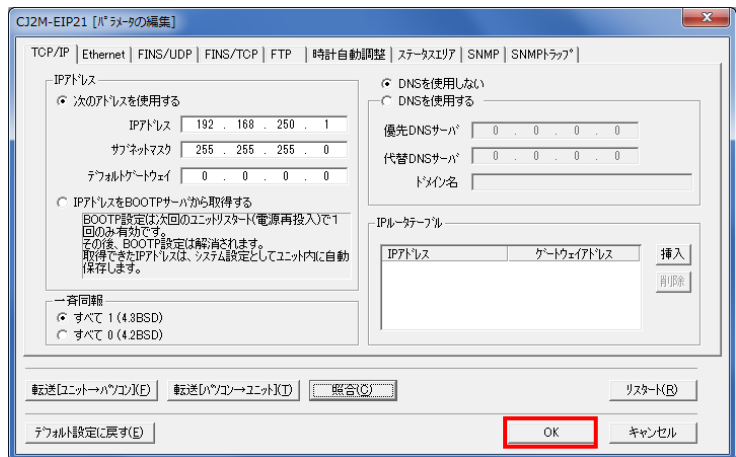 CJ2M-EIP21 [ﾊﾟﾗﾒｰﾀの編集]
TCP/IP Ethernet FINS/UDP FINS/TCP FTP 時計自動調整 ｽﾃｰﾀｽｴﾘｱ SNMP SNMPﾄﾗｯﾌﾟ
IPｱﾄﾞﾚｽ
次のｱﾄﾞﾚｽを使用する
IPｱﾄﾞﾚｽ 192 . 168 . 250 . 1
ｻﾌﾞﾈｯﾄﾏｽｸ 255 . 255 . 255 . 0
ﾃﾞﾌｫﾙﾄｹﾞｰﾄｳｪｲ 0 . 0 . 0 . 0
IPｱﾄﾞﾚｽをBOOTPｻｰﾊﾞから取得する
BOOTP設定は次回のﾕﾆｯﾄﾘｽﾀｰﾄ(電源再投入)で1
回のみ有効です。
その後、BOOTP設定は解消されます。
取得できたIPｱﾄﾞﾚｽは、ｼｽﾃﾑ設定としてﾕﾆｯﾄ内に自動
保存します。
一斉同報
すべて 1 (4.3BSD)
すべて 0 (4.2BSD)
DNSを使用しない
DNSを使用する
優先DNSｻｰﾊﾞ 0 . 0 . 0 . 0
代替DNSｻｰﾊﾞ 0 . 0 . 0 . 0
ﾄﾞﾒｲﾝ名
IPﾙｰﾀﾃｰﾌﾞﾙ
IPｱﾄﾞﾚｽ ｹﾞｰﾄｳｪｲｱﾄﾞﾚｽ
挿入
削除
転送[ﾕﾆｯﾄ→ﾊﾟｿｺﾝ](F) 転送[ﾊﾟｿｺﾝ→ﾕﾆｯﾄ](T) 照合(C) ﾘｽﾀｰﾄ(R)
ﾃﾞﾌｫﾙﾄ設定に戻す(E) OK ｷｬﾝｾﾙ